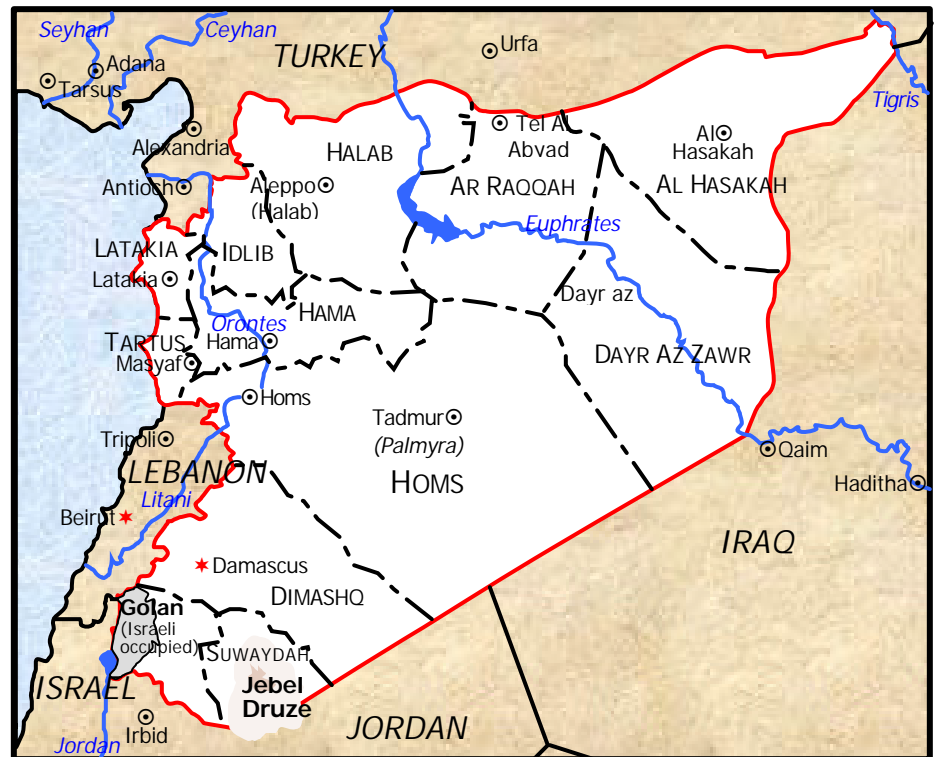 Seyhan
Ceyhan
TURKEY
Urfa
Adana
Tarsus
Tigris
Alexandria
HALAB
Tel Al
Abvad
Al
Hasakah
Antioch
Aleppo
(Halab)
AR RAQQAH
AL HASAKAH
Euphrates
LATAKIA
IDLIB
Latakia
Dayr az
HAMA
Orontes
TARTUS
Hama
Masyaf
DAYR AZ ZAWR
Homs
Tadmur
(Palmyra)
Tripoli
Qaim
LEBANON
HOMS
Haditha
Litani
Beirut
IRAQ
Damascus
DIMASHQ
Golan
(Israeli
occupied)
SUWAYDAH
ISRAEL
Jebel
Druze
Irbid
JORDAN
Jordan